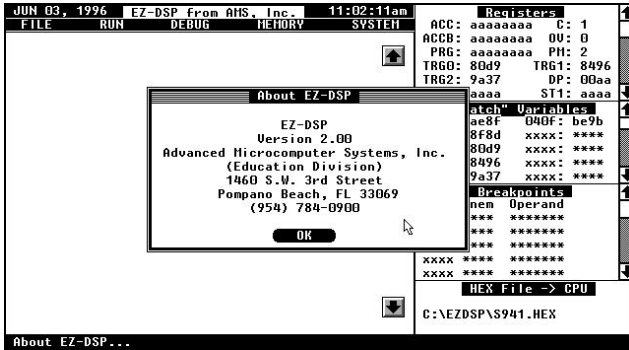 JUN 03, 1996 EZ-DSP from AMS, Inc. 11:02:11am
FILE RUN DEBUG MEMORY SYSTEM
About EZ-DSP
EZ-DSP
Version 2.00
Advanced Microcomputer Systems, Inc.
(Education Division)
1460 S.W. 3rd Street
Pompano Beach, FL 33069
(954) 784-0900
OK
Registers
ACC: aaaaaaaa C: 1
ACCB: aaaaaaaa OV: 0
PRG: aaaaaaaa PM: 2
TRG0: 80d9 TRG1: 8496
TRG2: 9a37 DP: 00aa
aaaa ST1: aaaa
atch" Variables
ae8f 040f: be9b
8f8d xxxx: ****
80d9 xxxx: ****
8496 xxxx: ****
9a37 xxxx: ****
Breakpoints
nem Operand
*** *******
*** *******
*** *******
xxxx **** *******
xxxx **** *******
HEX File -> CPU
C:\EZDSP\S941.HEX
About EZ-DSP...